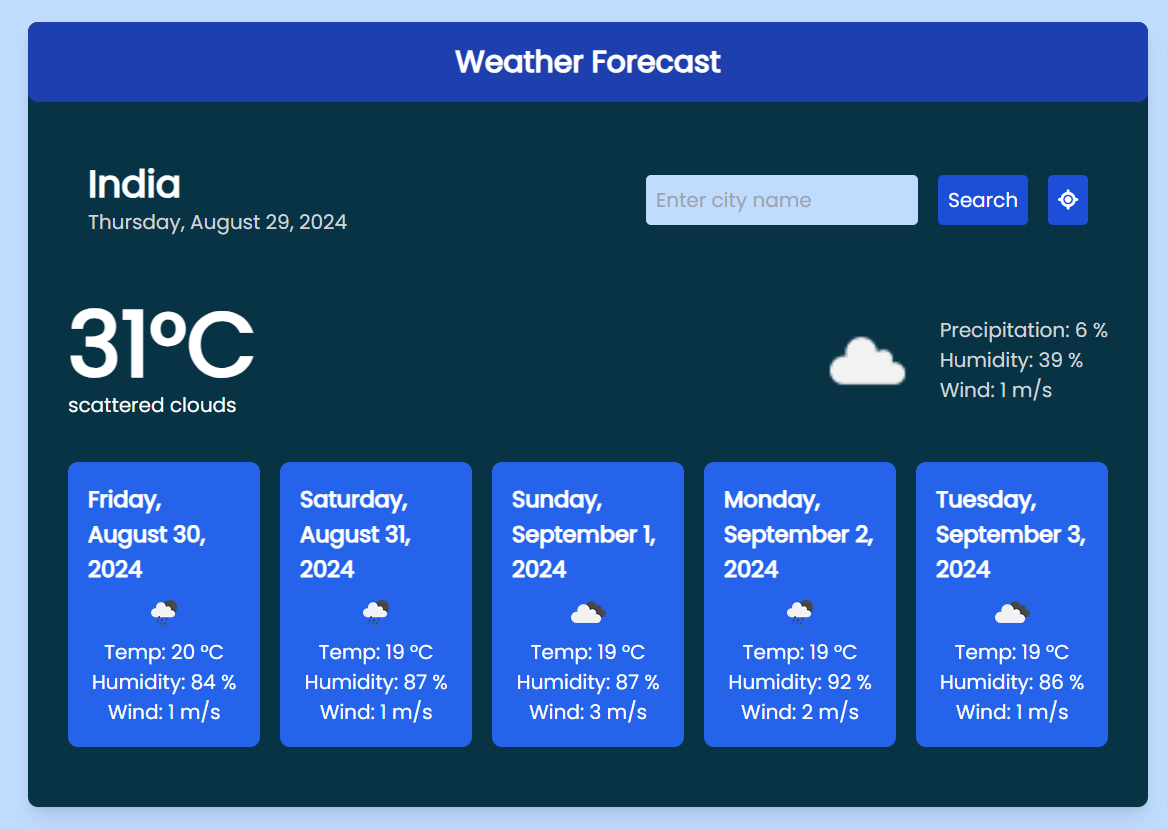 Weather Forecast
India
Thursday, August 29, 2024
Enter city name
Search
31°C
scattered clouds
Precipitation: 6 %
Humidity: 39 %
Wind: 1 m/s
Friday,
August 30,
2024
Temp: 20 °C
Humidity: 84 %
Wind: 1 m/s
Saturday,
August 31,
2024
Temp: 19 °C
Humidity: 87 %
Wind: 1 m/s
Sunday,
September 1,
2024
Temp: 19 °C
Humidity: 87 %
Wind: 3 m/s
Monday,
September 2,
2024
Temp: 19 °C
Humidity: 92 %
Wind: 2 m/s
Tuesday,
September 3,
2024
Temp: 19 °C
Humidity: 86 %
Wind: 1 m/s